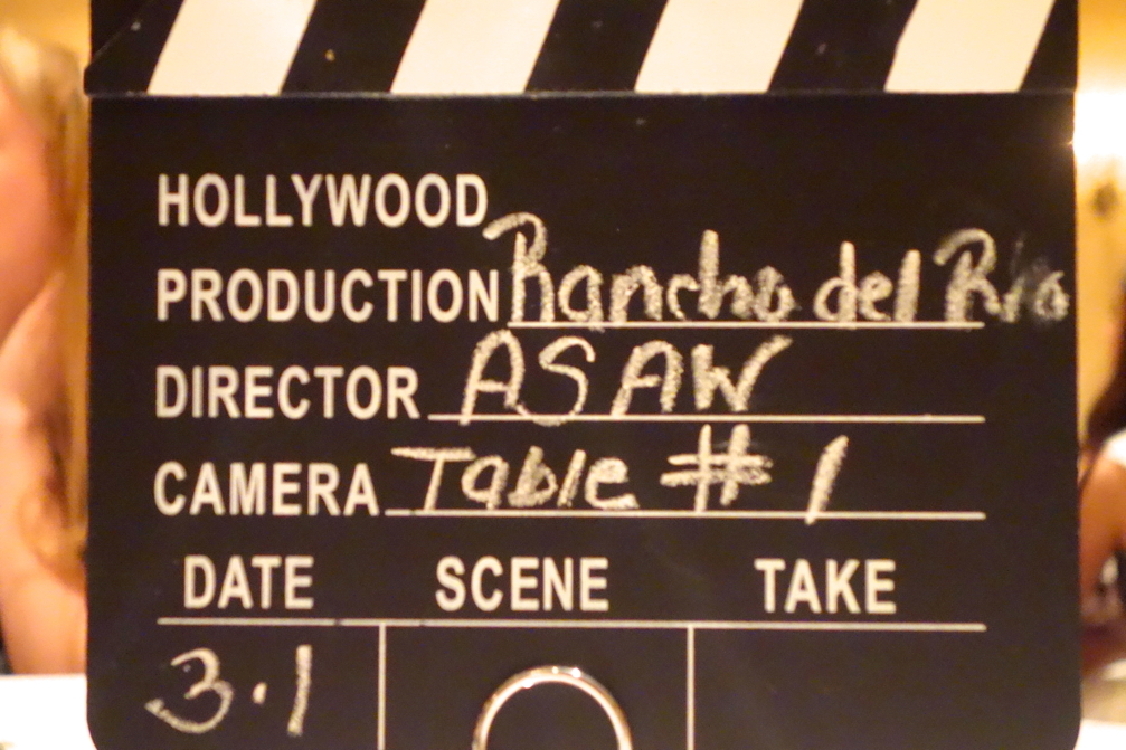 HOLLYWOOD
PRODUCTION Rancho del Rio
DIRECTOR ASAW
CAMERA Table #1
DATE SCENE TAKE
3.1